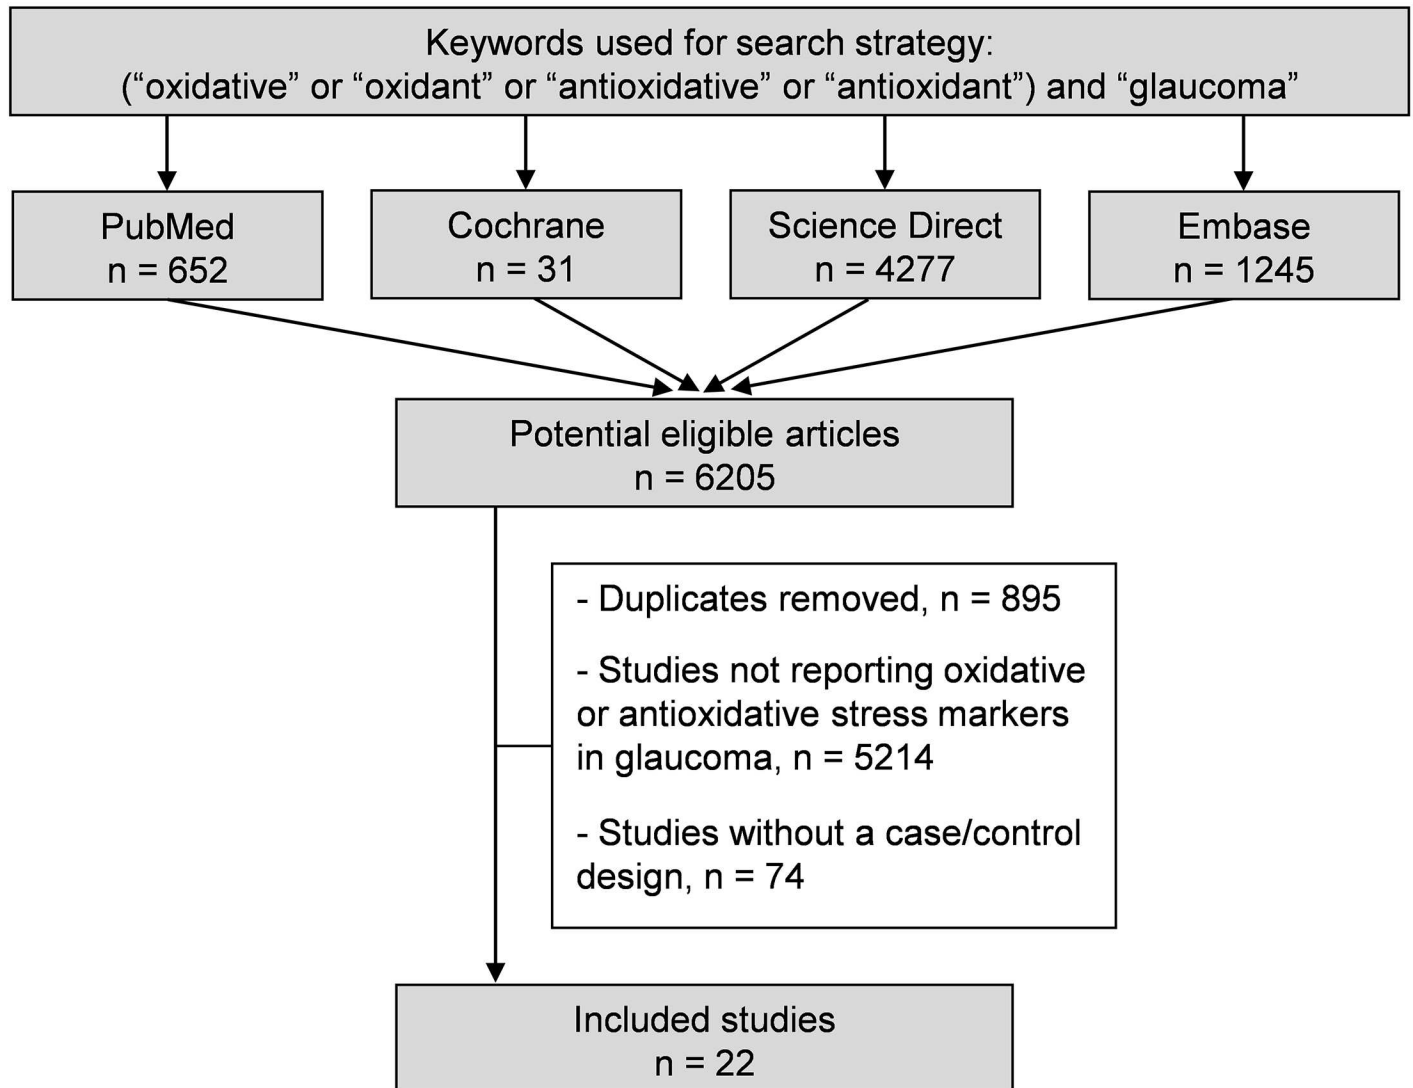 Keywords used for search strategy:
(“oxidative” or “oxidant” or “antioxidative” or “antioxidant”) and “glaucoma”
PubMed
n = 652
Cochrane
n = 31
Science Direct
n = 4277
Embase
n = 1245
Potential eligible articles
n = 6205
- Duplicates removed, n = 895
- Studies not reporting oxidative
or antioxidative stress markers
in glaucoma, n = 5214
- Studies without a case/control
design, n = 74
Included studies
n = 22